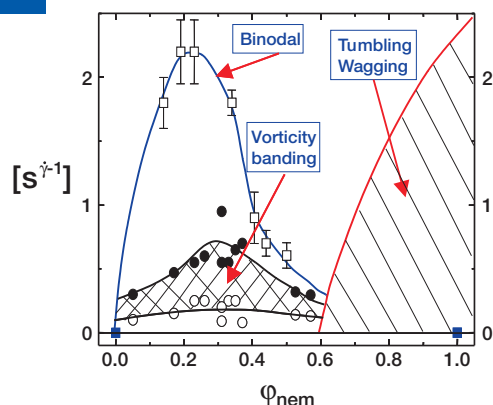 Binodal
Tumbling
Wagging
Vorticity
banding
[s γ̇-1]
2
1
0
2
1
0
0.0 0.2 0.4 0.6 0.8 1.0
φnem